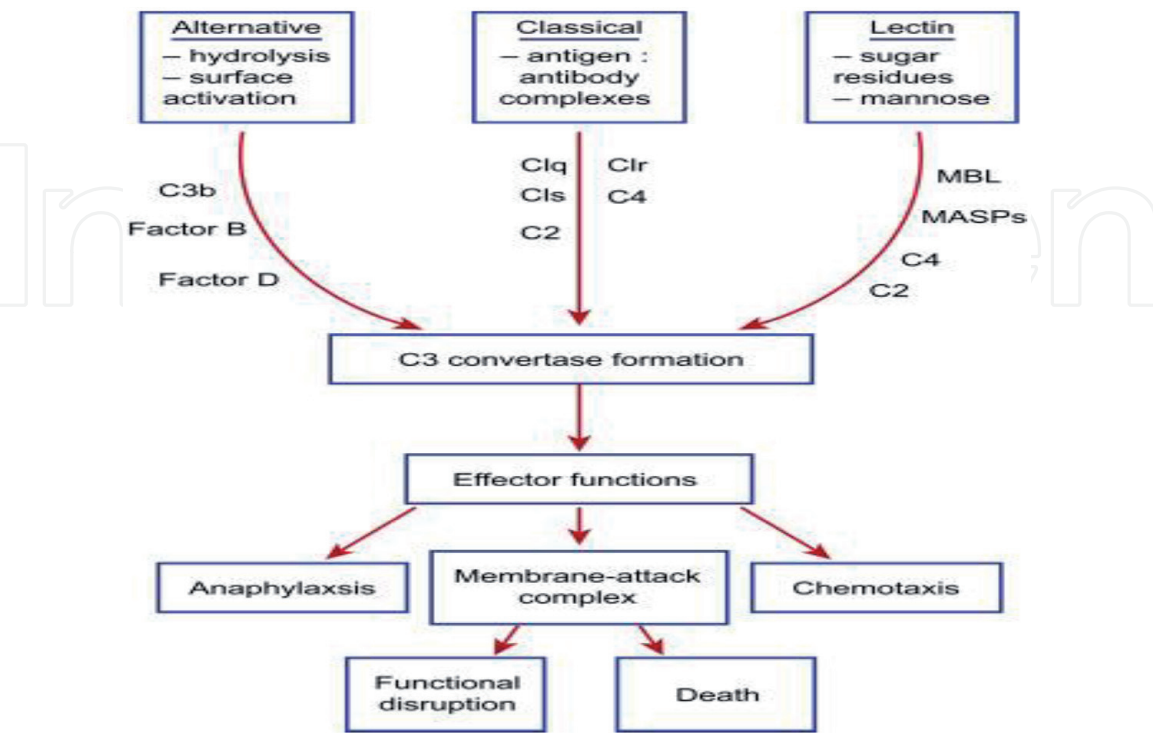 Alternative
– hydrolysis
– surface
activation
Classical
– antigen :
antibody
complexes
Lectin
– sugar
residues
– mannose
C3b
Factor B
Factor D
Clq Clr
Cls C4
C2
MBL
MASPs
C4
C2
C3 convertase formation
Effector functions
Anaphylaxsis
Membrane-attack
complex
Chemotaxis
Functional
disruption
Death